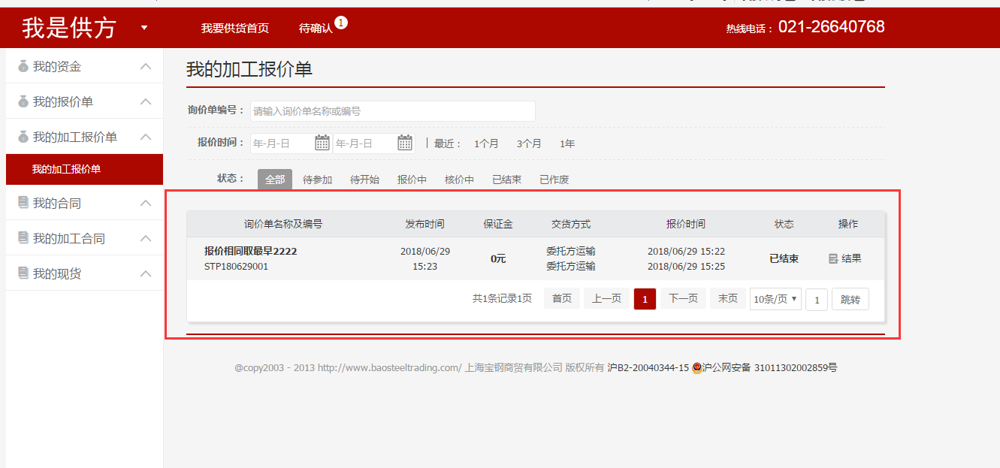 我是供方 ▼ 我要供货首页 待确认 1 热线电话： 021-26640768
我的资金
我的报价单
我的加工报价单
我的加工报价单
我的合同
我的加工合同
我的现货
我的加工报价单
询价单编号： 请输入询价单名称或编号
报价时间： 年-月-日 年-月-日 | 最近： 1个月 3个月 1年
状态： 全部 待参加 待开始 报价中 核价中 已结束 已作废
询价单名称及编号 发布时间 保证金 交货方式 报价时间 状态 操作
报价相同取最早2222 2018/06/29 委托方运输 2018/06/29 15:22
0元 已结束 结果
STP180629001 15:23 委托方运输 2018/06/29 15:25
共1条记录1页 首页 上一页 1 下一页 末页 10条/页 ▼ 1 跳转
@copy2003 - 2013 http://www.baosteeltrading.com/ 上海宝钢商贸有限公司 版权所有 沪B2-20040344-15 沪公网安备 31011302002859号